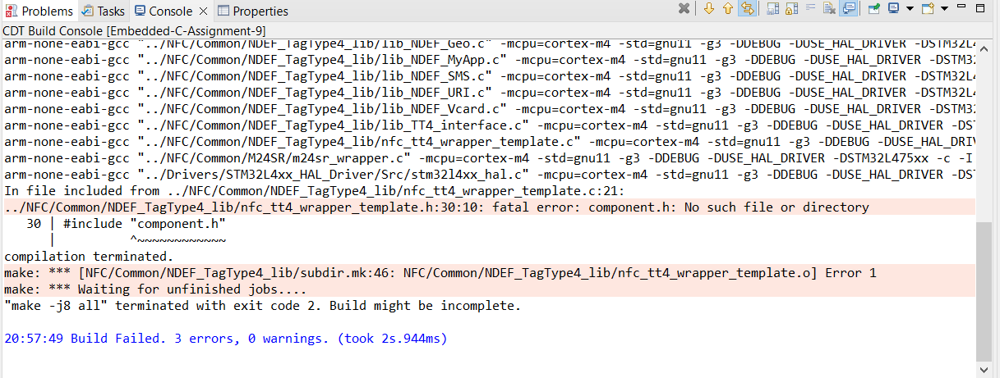 Problems Tasks Console Properties
CDT Build Console [Embedded-C-Assignment-9]
arm-none-eabi-gcc "../NFC/Common/NDEF_TagType4_lib/lib_NDEF_Geo.c" -mcpu=cortex-m4 -std=gnu11 -g3 -DDEBUG -DUSE_HAL_DRIVER -DSTM32L4
arm-none-eabi-gcc "../NFC/Common/NDEF_TagType4_lib/lib_NDEF_MyApp.c" -mcpu=cortex-m4 -std=gnu11 -g3 -DDEBUG -DUSE_HAL_DRIVER -DSTM32
arm-none-eabi-gcc "../NFC/Common/NDEF_TagType4_lib/lib_NDEF_SMS.c" -mcpu=cortex-m4 -std=gnu11 -g3 -DDEBUG -DUSE_HAL_DRIVER -DSTM32L4
arm-none-eabi-gcc "../NFC/Common/NDEF_TagType4_lib/lib_NDEF_URI.c" -mcpu=cortex-m4 -std=gnu11 -g3 -DDEBUG -DUSE_HAL_DRIVER -DSTM32L4
arm-none-eabi-gcc "../NFC/Common/NDEF_TagType4_lib/lib_NDEF_Vcard.c" -mcpu=cortex-m4 -std=gnu11 -g3 -DDEBUG -DUSE_HAL_DRIVER -DSTM32
arm-none-eabi-gcc "../NFC/Common/NDEF_TagType4_lib/lib_TT4_interface.c" -mcpu=cortex-m4 -std=gnu11 -g3 -DDEBUG -DUSE_HAL_DRIVER -DST
arm-none-eabi-gcc "../NFC/Common/NDEF_TagType4_lib/nfc_tt4_wrapper_template.c" -mcpu=cortex-m4 -std=gnu11 -g3 -DDEBUG -DUSE_HAL_DRIV
arm-none-eabi-gcc "../NFC/Common/M24SR/m24sr_wrapper.c" -mcpu=cortex-m4 -std=gnu11 -g3 -DDEBUG -DUSE_HAL_DRIVER -DSTM32L475xx -c -I
arm-none-eabi-gcc "../Drivers/STM32L4xx_HAL_Driver/Src/stm32l4xx_hal.c" -mcpu=cortex-m4 -std=gnu11 -g3 -DDEBUG -DUSE_HAL_DRIVER -DST
In file included from ../NFC/Common/NDEF_TagType4_lib/nfc_tt4_wrapper_template.c:21:
../NFC/Common/NDEF_TagType4_lib/nfc_tt4_wrapper_template.h:30:10: fatal error: component.h: No such file or directory
30 | #include "component.h"
| ^~~~~~~~~~~~~
compilation terminated.
make: *** [NFC/Common/NDEF_TagType4_lib/subdir.mk:46: NFC/Common/NDEF_TagType4_lib/nfc_tt4_wrapper_template.o] Error 1
make: *** Waiting for unfinished jobs....
"make -j8 all" terminated with exit code 2. Build might be incomplete.
20:57:49 Build Failed. 3 errors, 0 warnings. (took 2s.944ms)